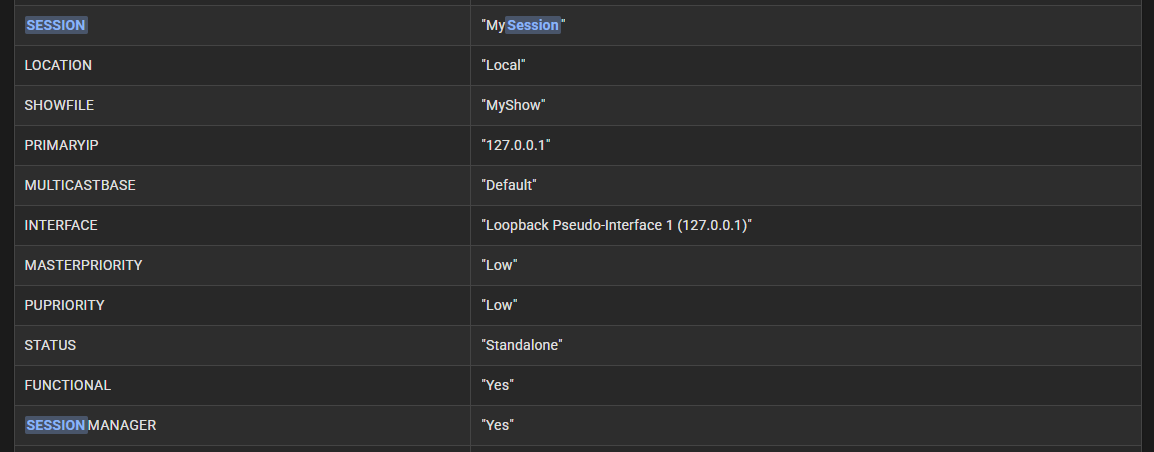 SESSION "MySession"
LOCATION "Local"
SHOWFILE "MyShow"
PRIMARYIP "127.0.0.1"
MULTICASTBASE "Default"
INTERFACE "Loopback Pseudo-Interface 1 (127.0.0.1)"
MASTERPRIORITY "Low"
PUPRIORITY "Low"
STATUS "Standalone"
FUNCTIONAL "Yes"
SESSIONMANAGER "Yes"